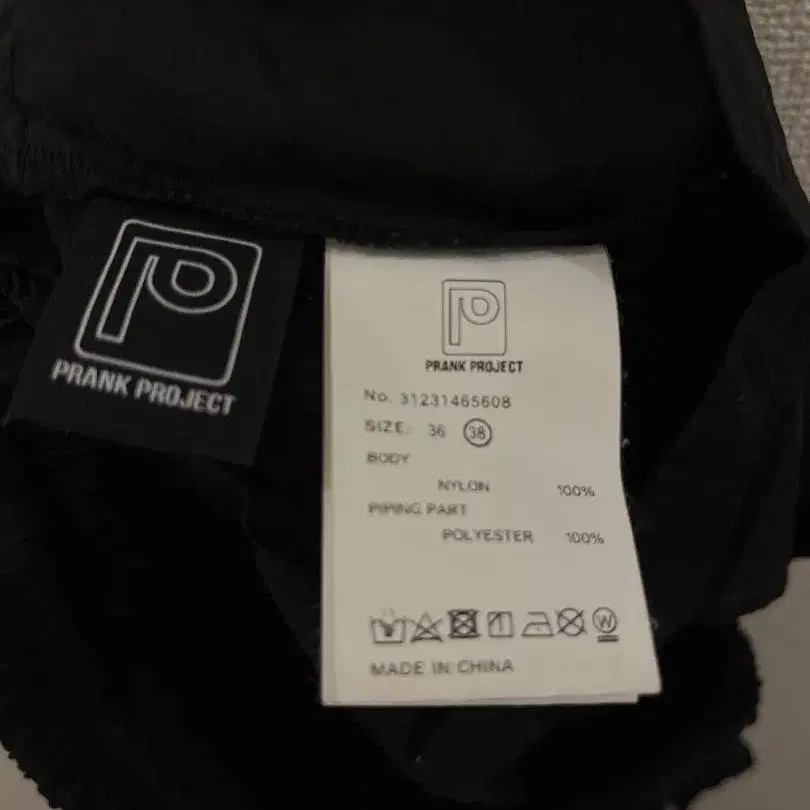 PRANK PROJECT
PRANK PROJECT
No. 31231465608
SIZE: 36 38
BODY
NYLON 100%
PIPING PART
POLYESTER 100%
W
MADE IN CHINA